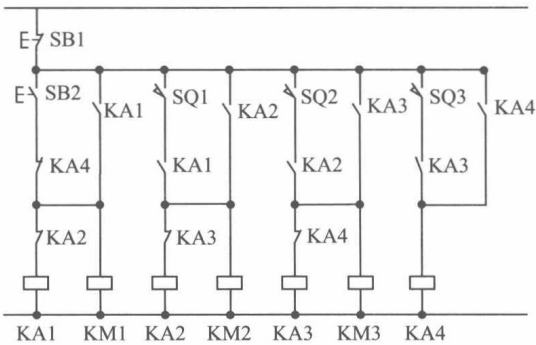 SB1
SB2 KA1 SQ1 KA2 SQ2 KA3 SQ3 KA4
KA4 KA1 KA2 KA3
KA2 KA3 KA4
KA1 KM1 KA2 KM2 KA3 KM3 KA4